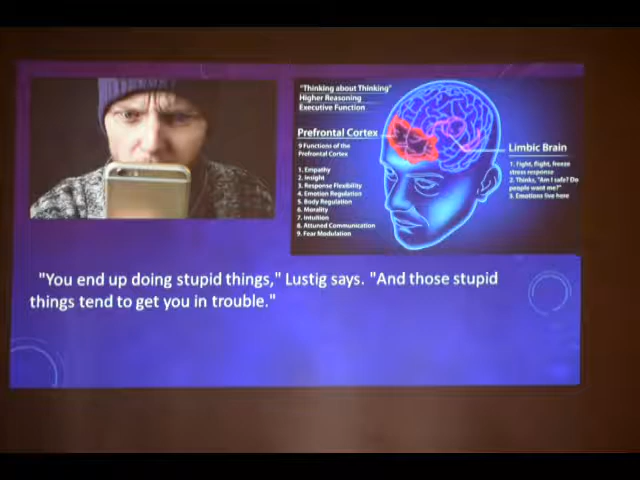 "Thinking about Thinking"
Higher Reasoning
Executive Function
Prefrontal Cortex
9 Functions of the
Prefrontal Cortex
1. Empathy
2. Insight
3. Response Flexibility
4. Emotion Regulation
5. Body Regulation
6. Morality
7. Intuition
8. Attuned Communication
9. Fear Modulation
Limbic Brain
1. Fight, flight, freeze
stress response
2. Thinks, "Am I safe? Do
people want me?"
3. Emotions live here
"You end up doing stupid things," Lustig says. "And those stupid
things tend to get you in trouble."